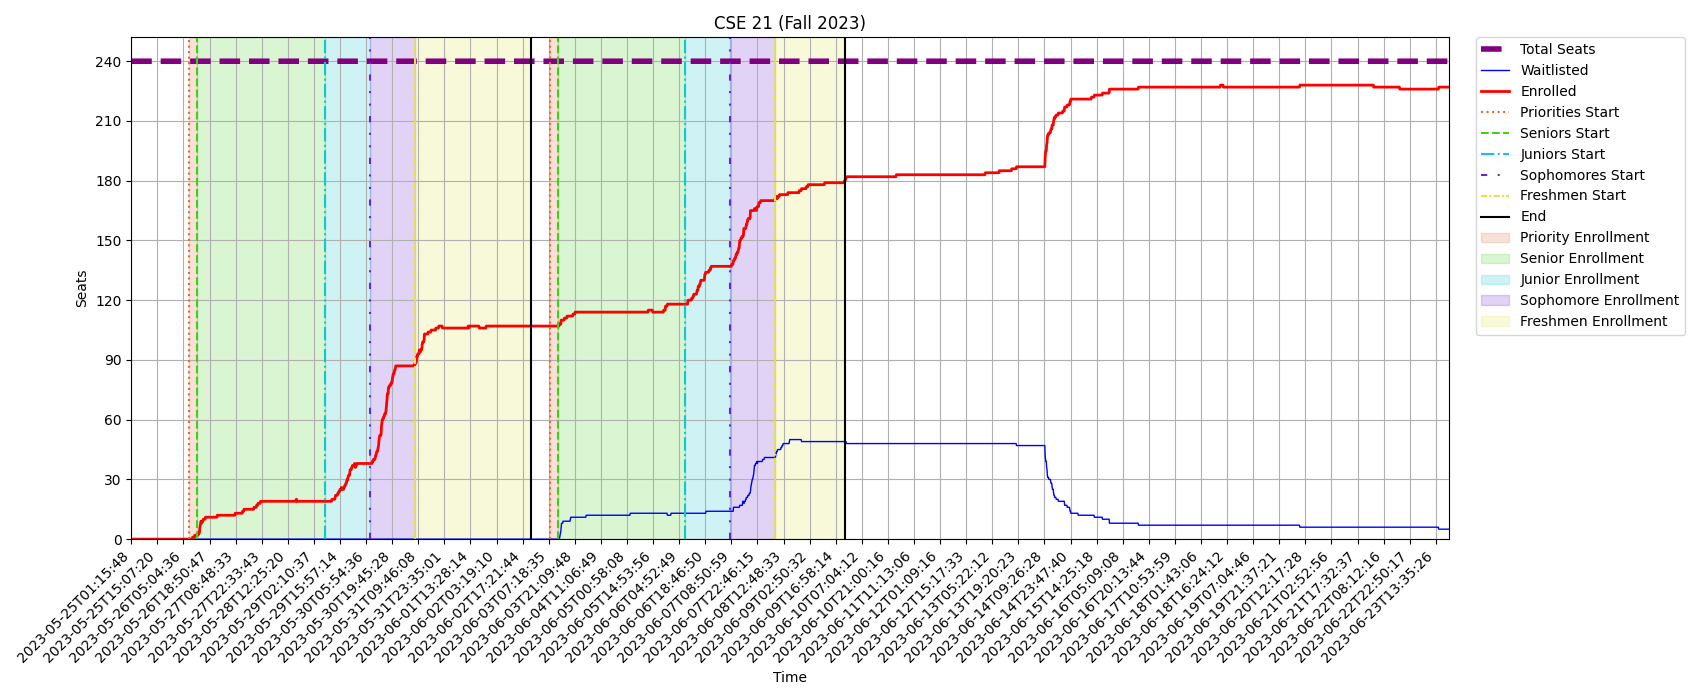 CSE 21 (Fall 2023)
Seats
240
210
180
150
120
90
60
30
0
2023-05-25T01:15:48
2023-05-25T15:07:20
2023-05-26T05:04:36
2023-05-26T18:50:47
2023-05-27T08:48:33
2023-05-27T22:33:45
2023-05-28T12:25:20
2023-05-29T02:10:37
2023-05-29T15:57:14
2023-05-30T05:54:36
2023-05-30T19:45:28
2023-05-31T09:46:08
2023-05-31T23:35:01
2023-06-01T13:28:14
2023-06-02T03:19:10
2023-06-02T17:21:44
2023-06-03T07:18:35
2023-06-03T21:09:48
2023-06-04T11:06:49
2023-06-05T00:58:08
2023-06-05T14:53:56
2023-06-06T04:52:49
2023-06-06T18:46:50
2023-06-07T08:50:59
2023-06-07T22:46:15
2023-06-08T12:48:33
2023-06-09T02:50:32
2023-06-09T16:58:14
2023-06-10T07:04:12
2023-06-10T21:00:16
2023-06-11T11:13:06
2023-06-12T01:09:16
2023-06-12T15:17:33
2023-06-13T05:22:12
2023-06-13T19:20:23
2023-06-14T09:26:28
2023-06-14T23:47:40
2023-06-15T14:25:18
2023-06-16T05:09:08
2023-06-16T20:13:44
2023-06-17T10:53:59
2023-06-18T01:43:06
2023-06-18T16:24:12
2023-06-19T07:04:46
2023-06-19T21:37:21
2023-06-20T12:17:28
2023-06-21T02:52:56
2023-06-21T17:32:37
2023-06-22T08:12:16
2023-06-22T22:50:17
2023-06-23T13:35:26
Time
Total Seats
Waitlisted
Enrolled
Priorities Start
Seniors Start
Juniors Start
Sophomores Start
Freshmen Start
End
Priority Enrollment
Senior Enrollment
Junior Enrollment
Sophomore Enrollment
Freshmen Enrollment